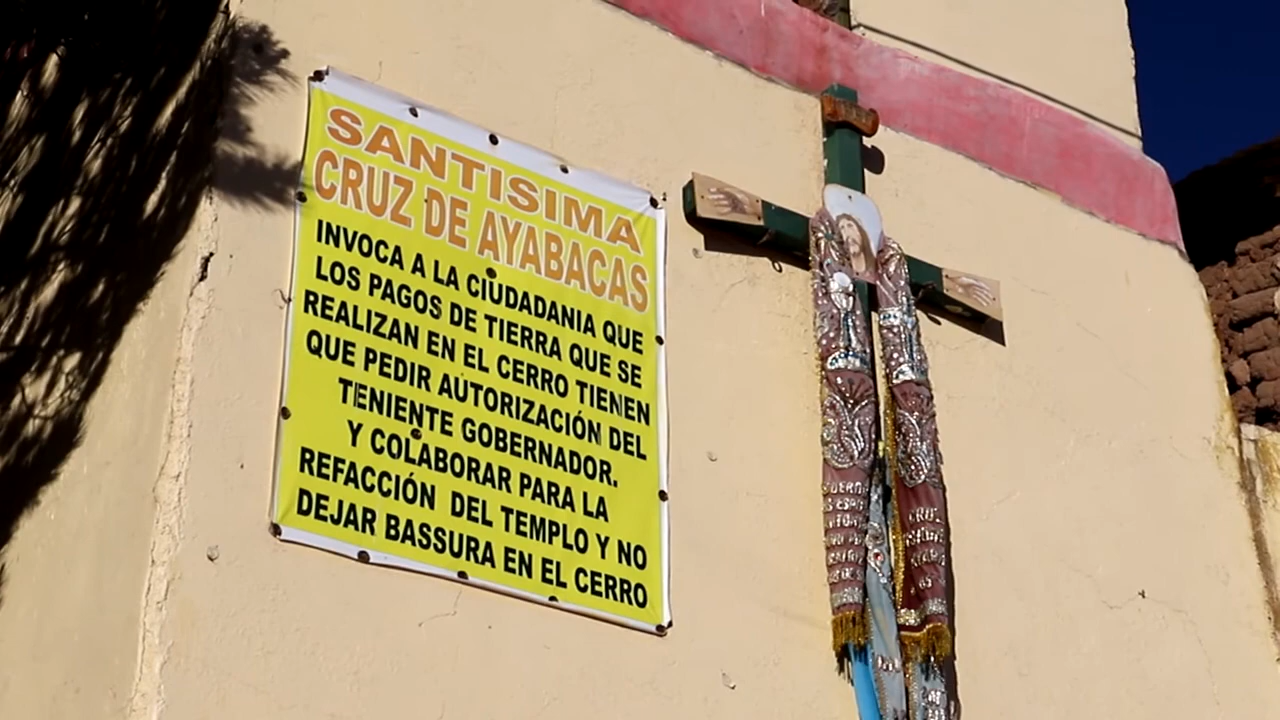 SANTISIMA
CRUZ DE AYABACAS
INVOCA A LA CIUDADANIA QUE
LOS PAGOS DE TIERRA QUE SE
REALIZAN EN EL CERRO TIENEN
QUE PEDIR AUTORIZACIÓN DEL
TENIENTE GOBERNADOR.
Y COLABORAR PARA LA
REFACCIÓN DEL TEMPLO Y NO
DEJAR BASSURA EN EL CERRO
CRUZ